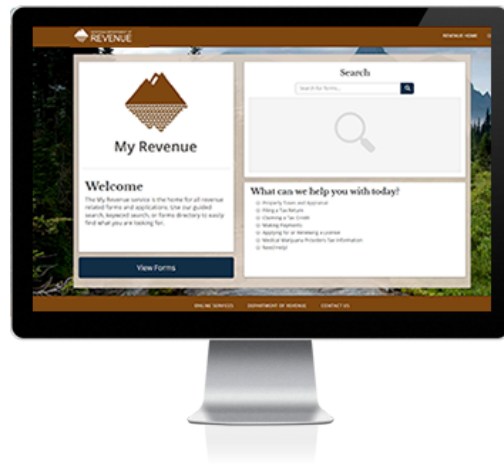 MONTANA DEPARTMENT OF
REVENUE
REVENUE HOME
My Revenue
Welcome
The My Revenue service is the home for all revenue
related forms and applications. Use our guided
search, keyword search, or forms directory to easily
find what you are looking for.
View Forms
Search
Search for forms...
What can we help you with today?
Property Taxes and Appraisal
Filing a Tax Return
Claiming a Tax Credit
Making Payments
Applying for or Renewing a License
Medical Marijuana Providers Tax Information
Need Help?
ONLINE SERVICES DEPARTMENT OF REVENUE CONTACT US